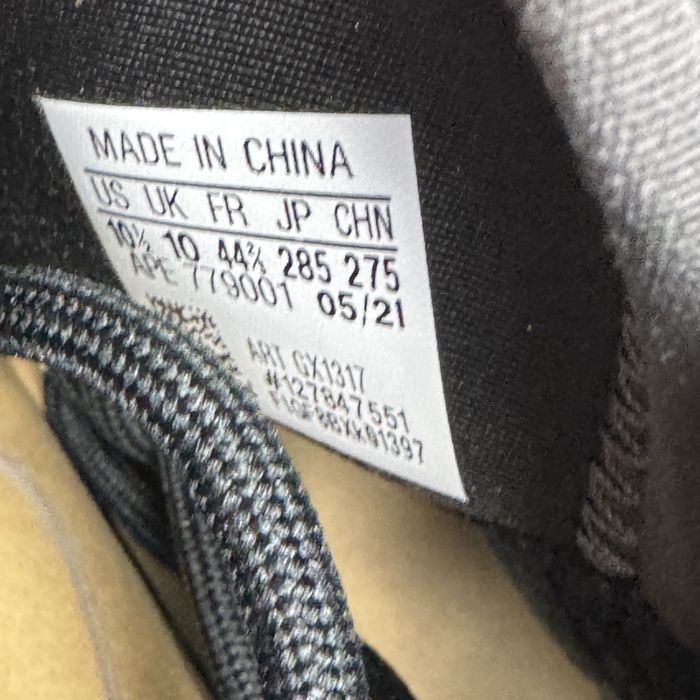 MADE IN CHINA
US UK FR JP CHN
10½ 10 44⅔ 285 275
APE 779001 05/21
ART GX1317
#127847551